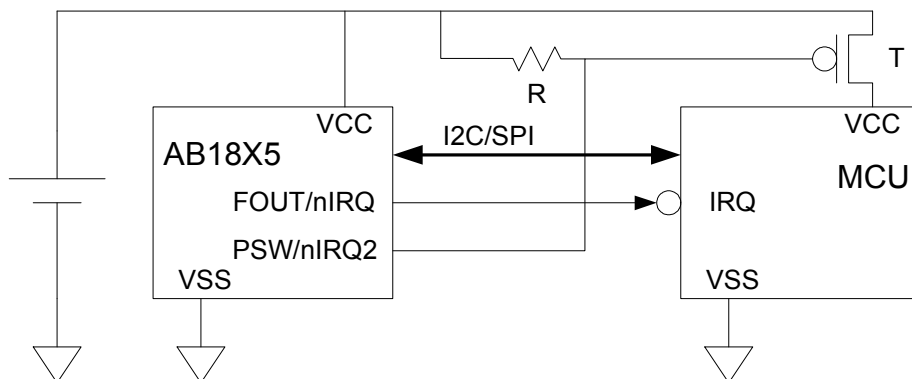 T
R
VCC
VCC
I2C/SPI
AB18X5
MCU
FOUT/nIRQ
IRQ
PSW/nIRQ2
VSS
VSS